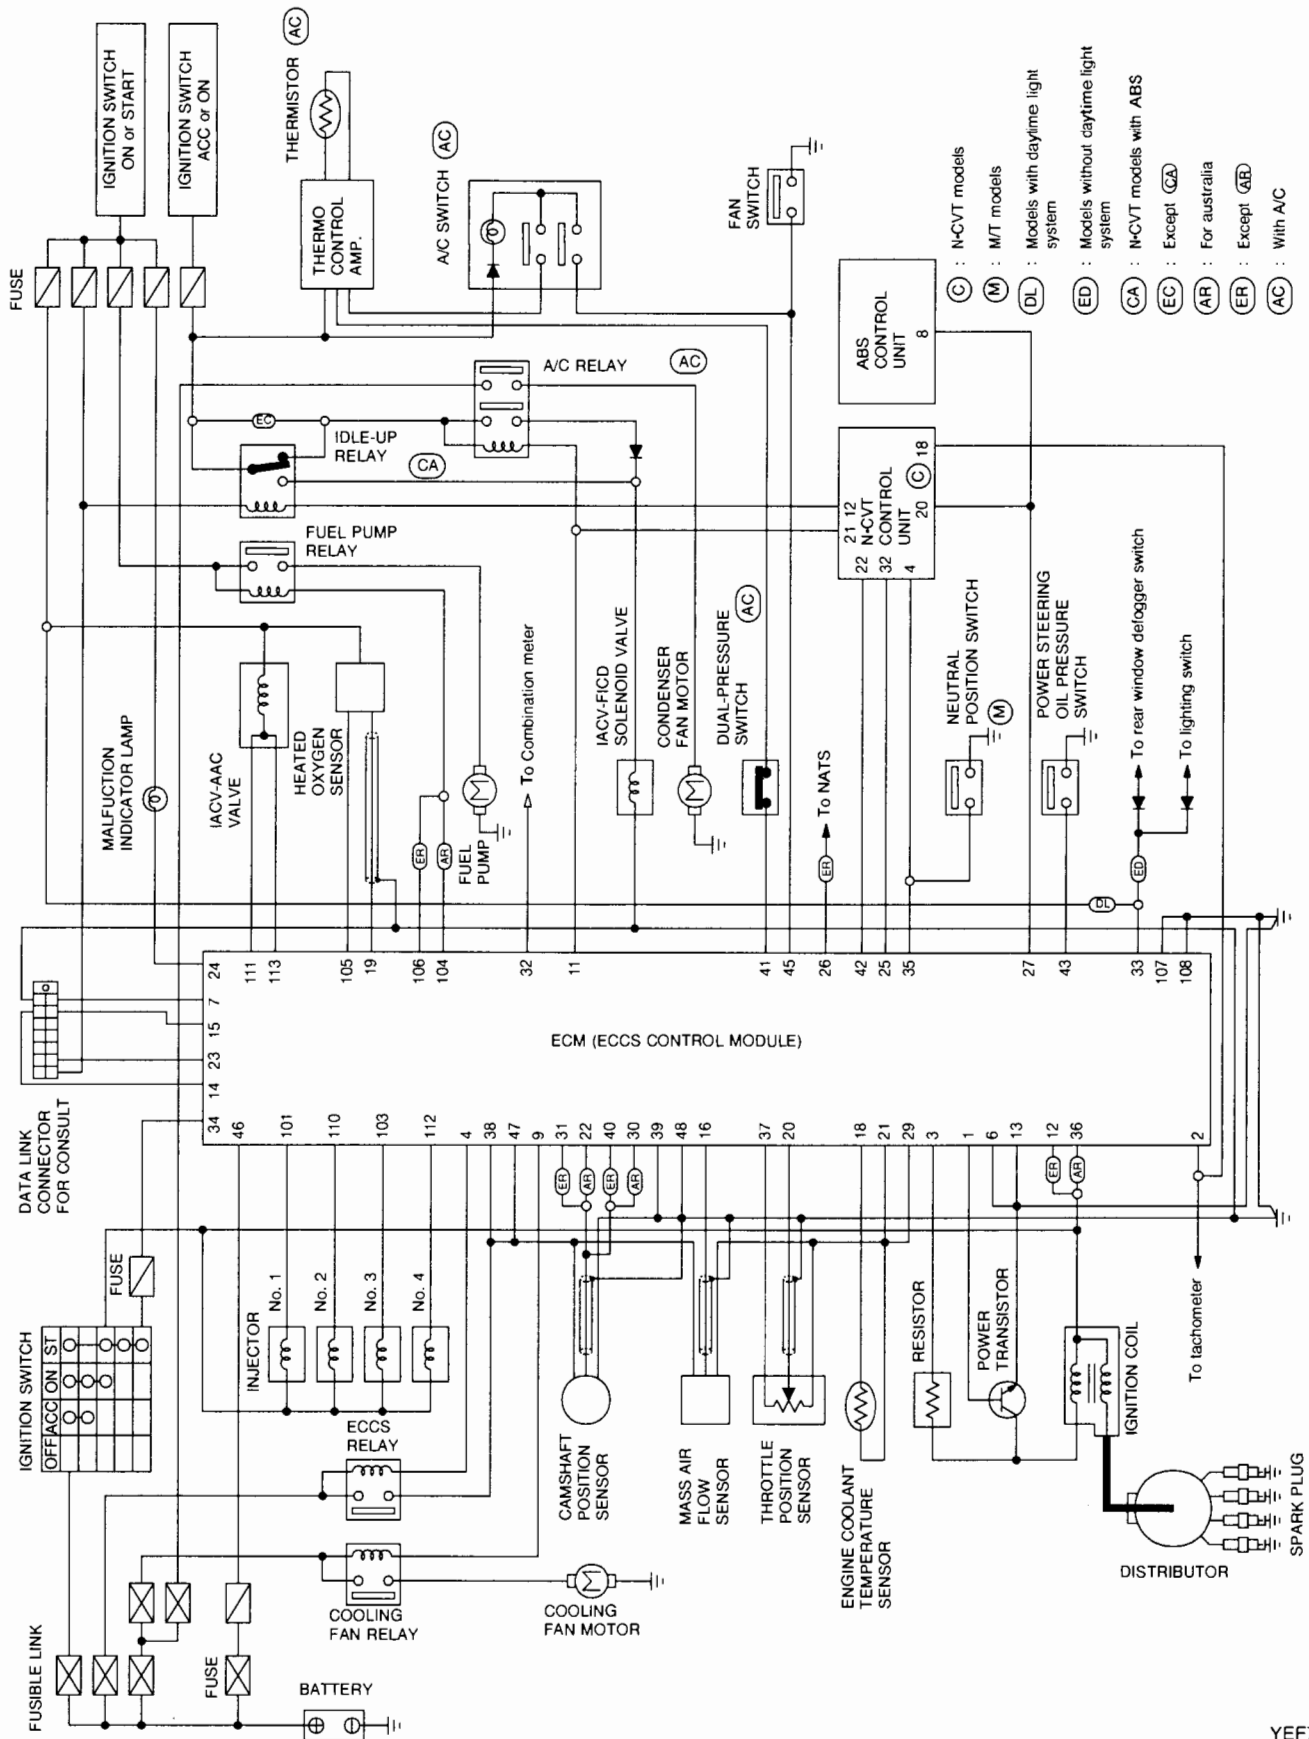 FUSE
IGNITION SWITCH
ON or START
IGNITION SWITCH
ACC or ON
THERMISTOR
AC
THERMO
CONTROL
AMP.
A/C SWITCH
AC
FAN
SWITCH
A/C RELAY
AC
EC
IDLE-UP
RELAY
CA
FUEL PUMP
RELAY
ABS
CONTROL
UNIT
8
21 12
N-CVT
CONTROL
UNIT
C
18
20
22
32
4
C : N-CVT models
M : M/T models
DL : Models with daytime light
system
ED : Models without daytime light
system
CA : N-CVT models with ABS
EC : Except CA
AR : For australia
ER : Except AR
AC : With A/C
MALFUCTION
INDICATOR LAMP
IACV-AAC
VALVE
HEATED
OXYGEN
SENSOR
ER
AR
M
FUEL
PUMP
To Combination meter
IACV-FICD
SOLENOID VALVE
CONDENSER
FAN MOTOR
M
DUAL-PRESSURE
SWITCH
AC
To NATS
ER
NEUTRAL
POSITION SWITCH
M
POWER STEERING
OIL PRESSURE
SWITCH
To rear window defogger switch
To lighting switch
ED
DL
DATA LINK
CONNECTOR
FOR CONSULT
24
111
113
105
19
106
104
32
11
41
45
26
42
25
35
27
43
33
107
108
7
15
23
14
34
ECM (ECCS CONTROL MODULE)
46
101
110
103
112
4
38
47
9
31
22
40
30
39
48
16
37
20
18
21
29
3
1
6
13
12
36
2
ER
AR
ER
AR
ER
AR
IGNITION SWITCH
OFF
ACC
ON
ST
FUSE
INJECTOR
No. 1
No. 2
No. 3
No. 4
ECCS
RELAY
CAMSHAFT
POSITION
SENSOR
MASS AIR
FLOW
SENSOR
THROTTLE
POSITION
SENSOR
ENGINE COOLANT
TEMPERATURE
SENSOR
RESISTOR
POWER
TRANSISTOR
IGNITION COIL
To tachometer
FUSIBLE LINK
FUSE
BATTERY
COOLING
FAN RELAY
M
COOLING
FAN MOTOR
DISTRIBUTOR
SPARK PLUG